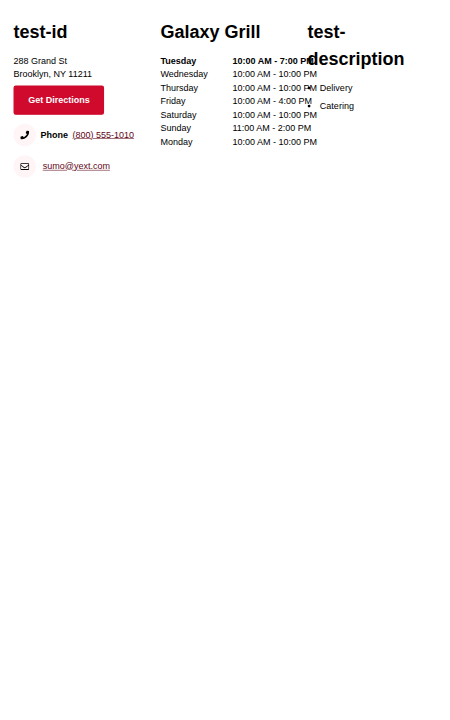 test-id
288 Grand St
Brooklyn, NY 11211
Get Directions
Phone (800) 555-1010
sumo@yext.com
Galaxy Grill
Tuesday 10:00 AM - 7:00 PM
Wednesday 10:00 AM - 10:00 PM
Thursday 10:00 AM - 10:00 PM
Friday 10:00 AM - 4:00 PM
Saturday 10:00 AM - 10:00 PM
Sunday 11:00 AM - 2:00 PM
Monday 10:00 AM - 10:00 PM
test-
description
• Delivery
• Catering